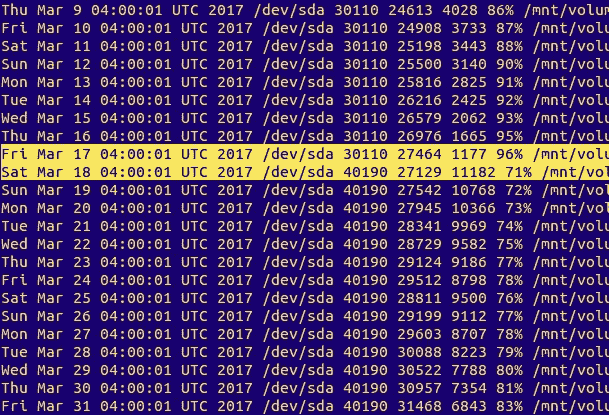 Thu Mar 9 04:00:01 UTC 2017 /dev/sda 30110 24613 4028 86% /mnt/volum
Fri Mar 10 04:00:01 UTC 2017 /dev/sda 30110 24908 3733 87% /mnt/volu
Sat Mar 11 04:00:01 UTC 2017 /dev/sda 30110 25198 3443 88% /mnt/volu
Sun Mar 12 04:00:01 UTC 2017 /dev/sda 30110 25500 3140 90% /mnt/volu
Mon Mar 13 04:00:01 UTC 2017 /dev/sda 30110 25816 2825 91% /mnt/volu
Tue Mar 14 04:00:01 UTC 2017 /dev/sda 30110 26216 2425 92% /mnt/volu
Wed Mar 15 04:00:01 UTC 2017 /dev/sda 30110 26579 2062 93% /mnt/volu
Thu Mar 16 04:00:01 UTC 2017 /dev/sda 30110 26976 1665 95% /mnt/volu
Fri Mar 17 04:00:01 UTC 2017 /dev/sda 30110 27464 1177 96% /mnt/volu
Sat Mar 18 04:00:01 UTC 2017 /dev/sda 40190 27129 11182 71% /mnt/vol
Sun Mar 19 04:00:01 UTC 2017 /dev/sda 40190 27542 10768 72% /mnt/vol
Mon Mar 20 04:00:01 UTC 2017 /dev/sda 40190 27945 10366 73% /mnt/vol
Tue Mar 21 04:00:01 UTC 2017 /dev/sda 40190 28341 9969 74% /mnt/volu
Wed Mar 22 04:00:01 UTC 2017 /dev/sda 40190 28729 9582 75% /mnt/volu
Thu Mar 23 04:00:01 UTC 2017 /dev/sda 40190 29124 9186 77% /mnt/volu
Fri Mar 24 04:00:01 UTC 2017 /dev/sda 40190 29512 8798 78% /mnt/volu
Sat Mar 25 04:00:01 UTC 2017 /dev/sda 40190 28811 9500 76% /mnt/volu
Sun Mar 26 04:00:01 UTC 2017 /dev/sda 40190 29199 9112 77% /mnt/volu
Mon Mar 27 04:00:01 UTC 2017 /dev/sda 40190 29603 8707 78% /mnt/volu
Tue Mar 28 04:00:01 UTC 2017 /dev/sda 40190 30088 8223 79% /mnt/volu
Wed Mar 29 04:00:01 UTC 2017 /dev/sda 40190 30522 7788 80% /mnt/volu
Thu Mar 30 04:00:01 UTC 2017 /dev/sda 40190 30957 7354 81% /mnt/volu
Fri Mar 31 04:00:01 UTC 2017 /dev/sda 40190 31468 6843 83% /mnt/volu